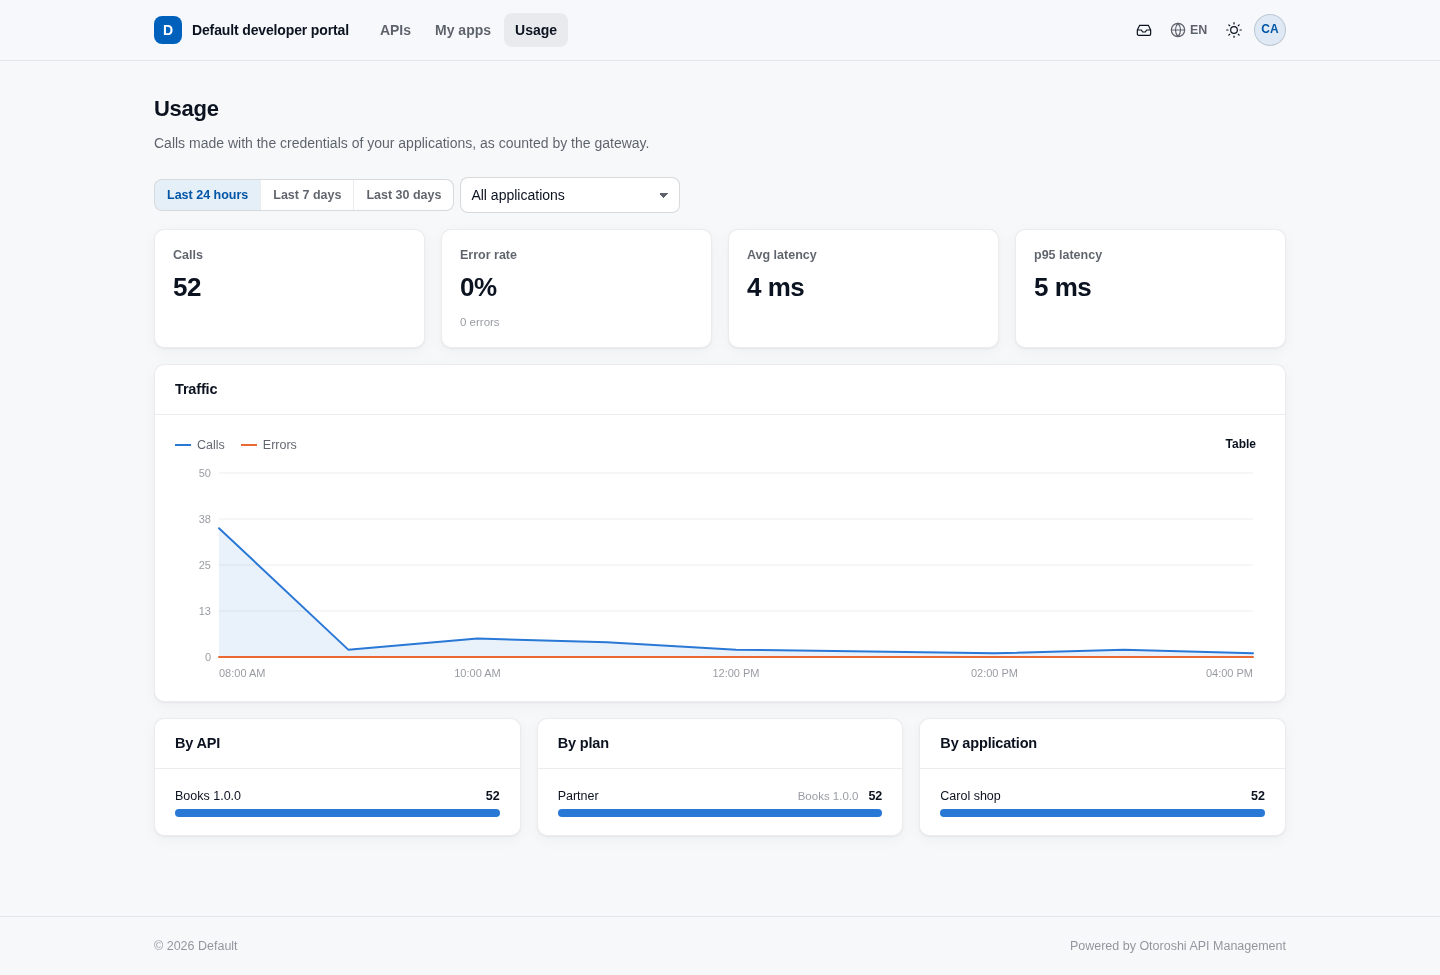 D Default developer portal APIs My apps Usage EN CA
Usage
Calls made with the credentials of your applications, as counted by the gateway.
Last 24 hours Last 7 days Last 30 days All applications
Calls Error rate Avg latency p95 latency
52 0% 4 ms 5 ms
0 errors
Traffic
Calls Errors Table
50
38
25
13
0
08:00 AM 10:00 AM 12:00 PM 02:00 PM 04:00 PM
By API By plan By application
Books 1.0.0 52 Partner Books 1.0.0 52 Carol shop 52
© 2026 Default Powered by Otoroshi API Management